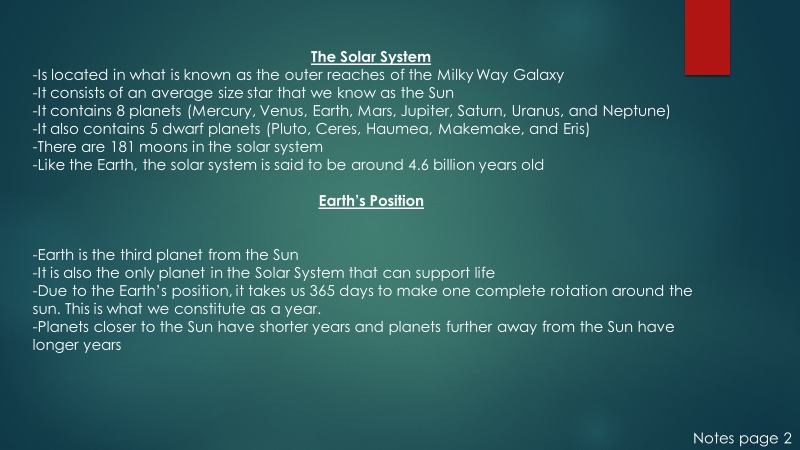 The Solar System
-Is located in what is known as the outer reaches of the Milky Way Galaxy
-It consists of an average size star that we know as the Sun
-It contains 8 planets (Mercury, Venus, Earth, Mars, Jupiter, Saturn, Uranus, and Neptune)
-It also contains 5 dwarf planets (Pluto, Ceres, Haumea, Makemake, and Eris)
-There are 181 moons in the solar system
-Like the Earth, the solar system is said to be around 4.6 billion years old
Earth's Position
-Earth is the third planet from the Sun
-It is also the only planet in the Solar System that can support life
-Due to the Earth's position, it takes us 365 days to make one complete rotation around the
sun. This is what we constitute as a year.
-Planets closer to the Sun have shorter years and planets further away from the Sun have
longer years
Notes page 2